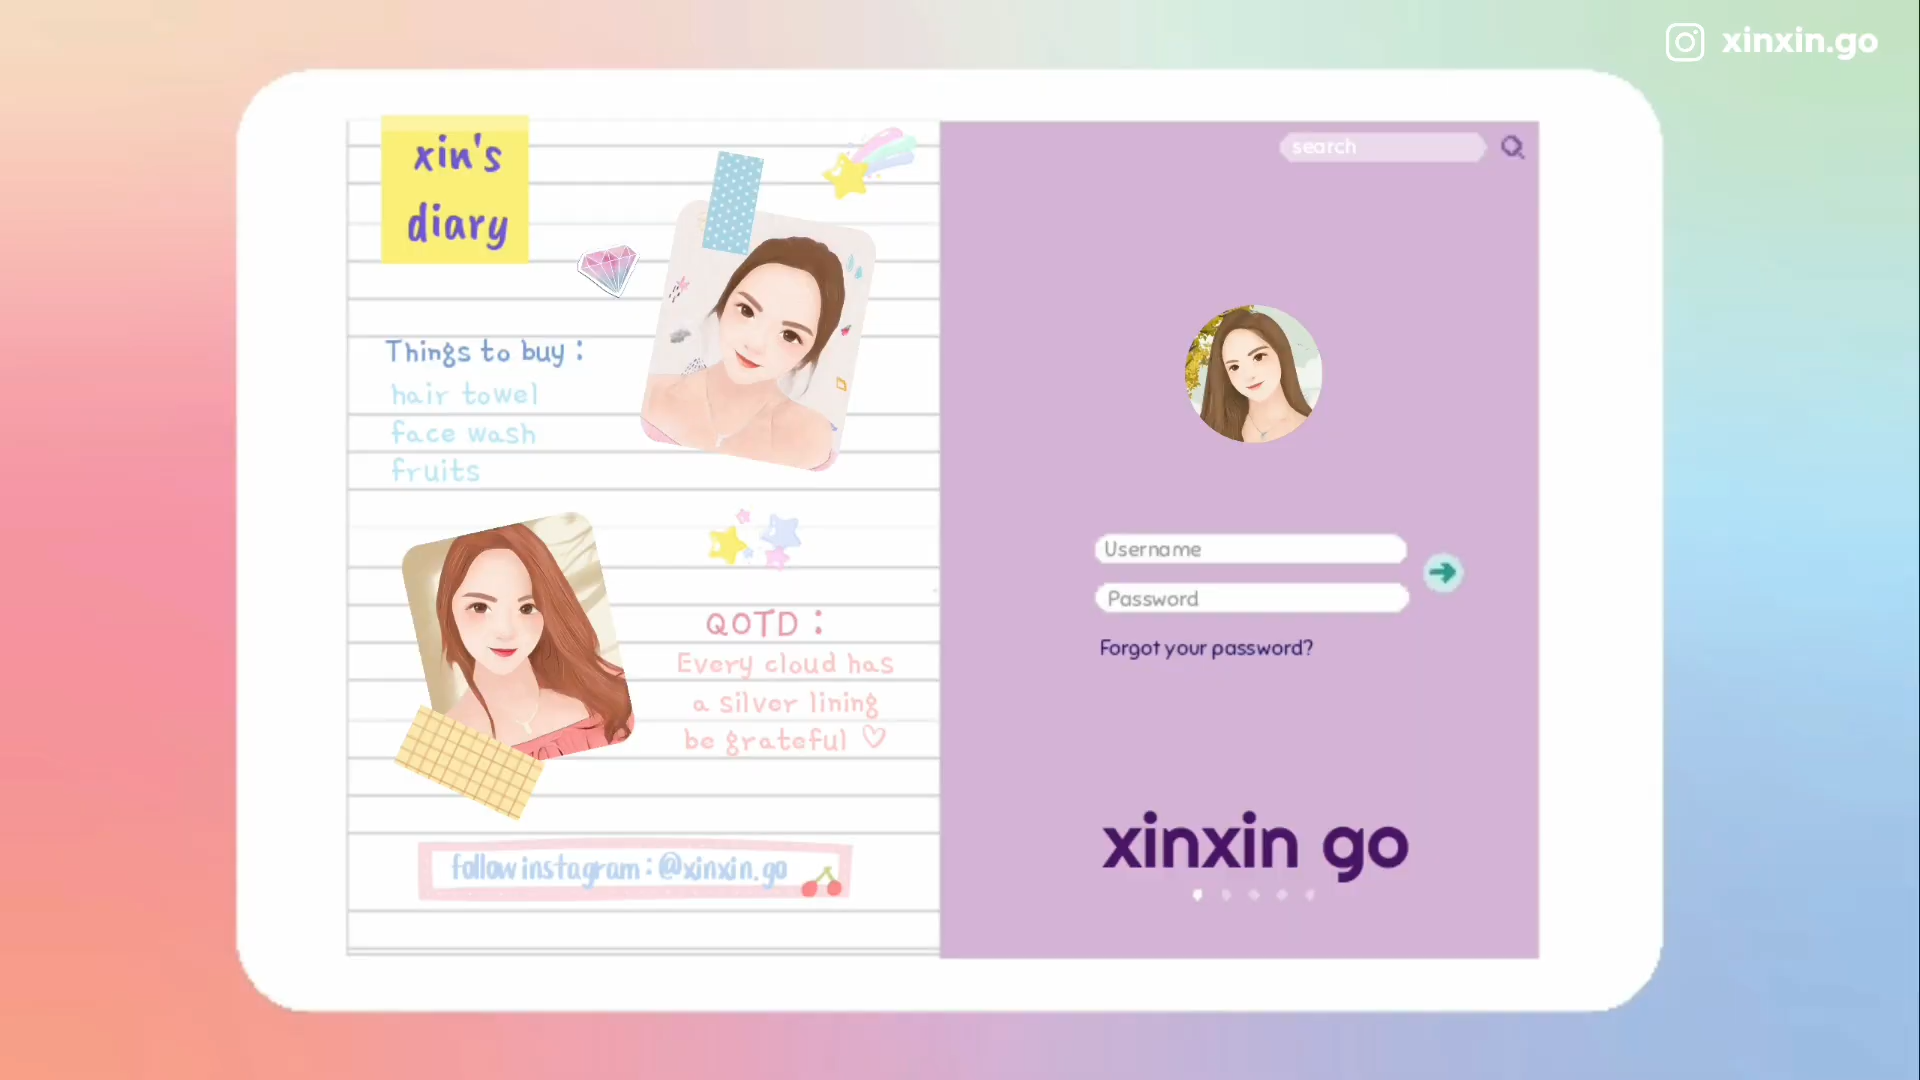 xinxin.go
xin's
diary
Things to buy :
hair towel
face wash
fruits
QOTD :
Every cloud has
a silver lining
be grateful ♡
follow instagram : @xinxin.go
search
Username
Password
Forgot your password?
xinxin go